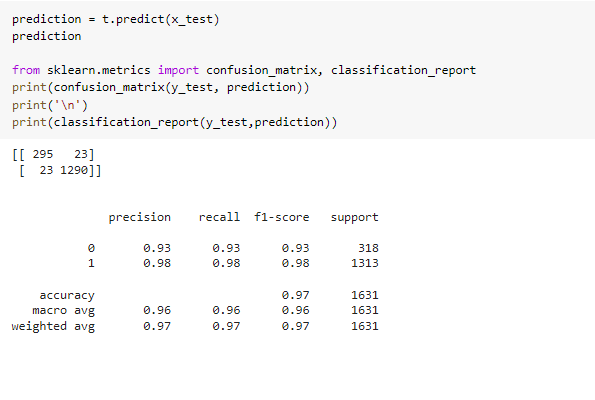 prediction = t.predict(x_test)
prediction
from sklearn.metrics import confusion_matrix, classification_report
print(confusion_matrix(y_test, prediction))
print('\n')
print(classification_report(y_test,prediction))
[[ 295   23]
 [  23 1290]]
precision    recall  f1-score   support
0       0.93      0.93      0.93       318
1       0.98      0.98      0.98      1313
accuracy                           0.97      1631
macro avg       0.96      0.96      0.96      1631
weighted avg       0.97      0.97      0.97      1631